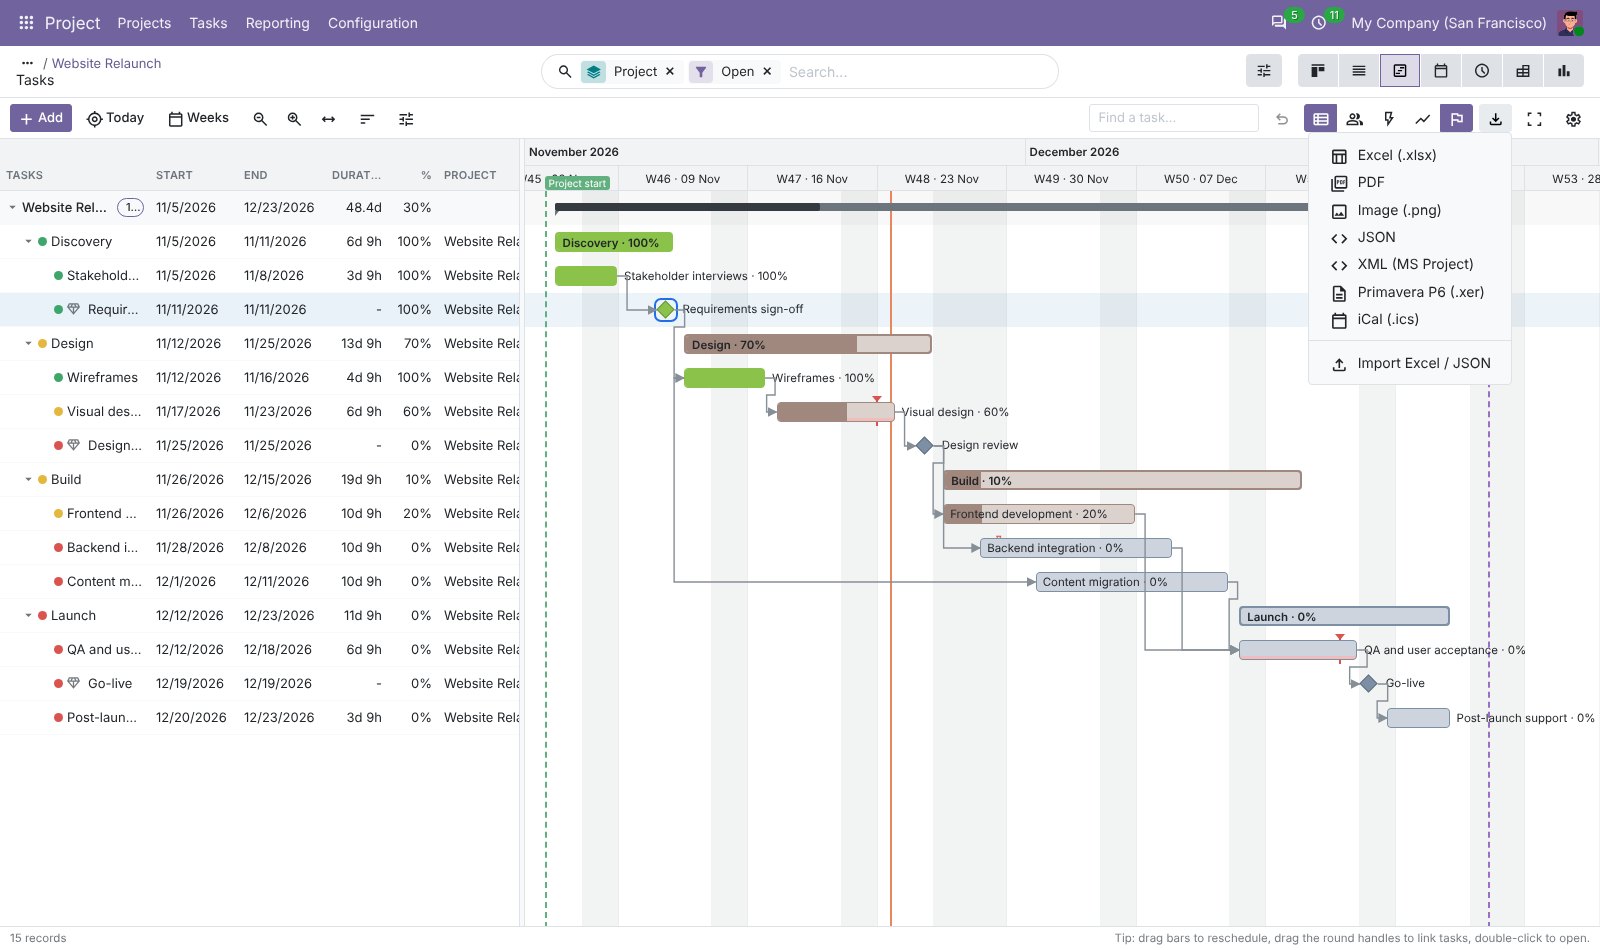 Project Projects Tasks Reporting Configuration 5 11 My Company (San Francisco)
... / Website Relaunch
Tasks
Project × Open × Search...
+ Add Today Weeks Find a task...
TASKS START END DURAT... % PROJECT
November 2026 December 2026
W46 · 09 Nov W47 · 16 Nov W48 · 23 Nov W49 · 30 Nov W50 · 07 Dec W53 · 28
Project start
Website Rel... 1... 11/5/2026 12/23/2026 48.4d 30%
Discovery 11/5/2026 11/11/2026 6d 9h 100% Website Rela
Discovery · 100%
Stakehold... 11/5/2026 11/8/2026 3d 9h 100% Website Rela
Stakeholder interviews · 100%
Requir... 11/11/2026 11/11/2026 - 100% Website Rela
Requirements sign-off
Design 11/12/2026 11/25/2026 13d 9h 70% Website Rela
Design · 70%
Wireframes 11/12/2026 11/16/2026 4d 9h 100% Website Rela
Wireframes · 100%
Visual des... 11/17/2026 11/23/2026 6d 9h 60% Website Rela
Visual design · 60%
Design... 11/25/2026 11/25/2026 - 0% Website Rela
Design review
Build 11/26/2026 12/15/2026 19d 9h 10% Website Rela
Build · 10%
Frontend ... 11/26/2026 12/6/2026 10d 9h 20% Website Rela
Frontend development · 20%
Backend i... 11/28/2026 12/8/2026 10d 9h 0% Website Rela
Backend integration · 0%
Content m... 12/1/2026 12/11/2026 10d 9h 0% Website Rela
Content migration · 0%
Launch 12/12/2026 12/23/2026 11d 9h 0% Website Rela
Launch · 0%
QA and us... 12/12/2026 12/18/2026 6d 9h 0% Website Rela
QA and user acceptance · 0%
Go-live 12/19/2026 12/19/2026 - 0% Website Rela
Go-live
Post-laun... 12/20/2026 12/23/2026 3d 9h 0% Website Rela
Post-launch support · 0%
Excel (.xlsx)
PDF
Image (.png)
JSON
XML (MS Project)
Primavera P6 (.xer)
iCal (.ics)
Import Excel / JSON
15 records
Tip: drag bars to reschedule, drag the round handles to link tasks, double-click to open.